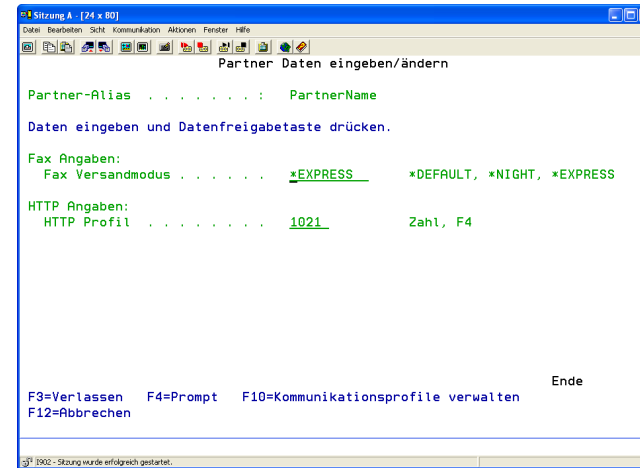 Sitzung A - [24 x 80]
Datei Bearbeiten Sicht Kommunikation Aktionen Fenster Hilfe
Partner Daten eingeben/ändern
Partner-Alias . . . . . . . : PartnerName
Daten eingeben und Datenfreigabetaste drücken.
Fax Angaben:
Fax Versandmodus . . . . . . *EXPRESS *DEFAULT, *NIGHT, *EXPRESS
HTTP Angaben:
HTTP Profil . . . . . . . . 1021 Zahl, F4
Ende
F3=Verlassen F4=Prompt F10=Kommunikationsprofile verwalten
F12=Abbrechen
I902 - Sitzung wurde erfolgreich gestartet.